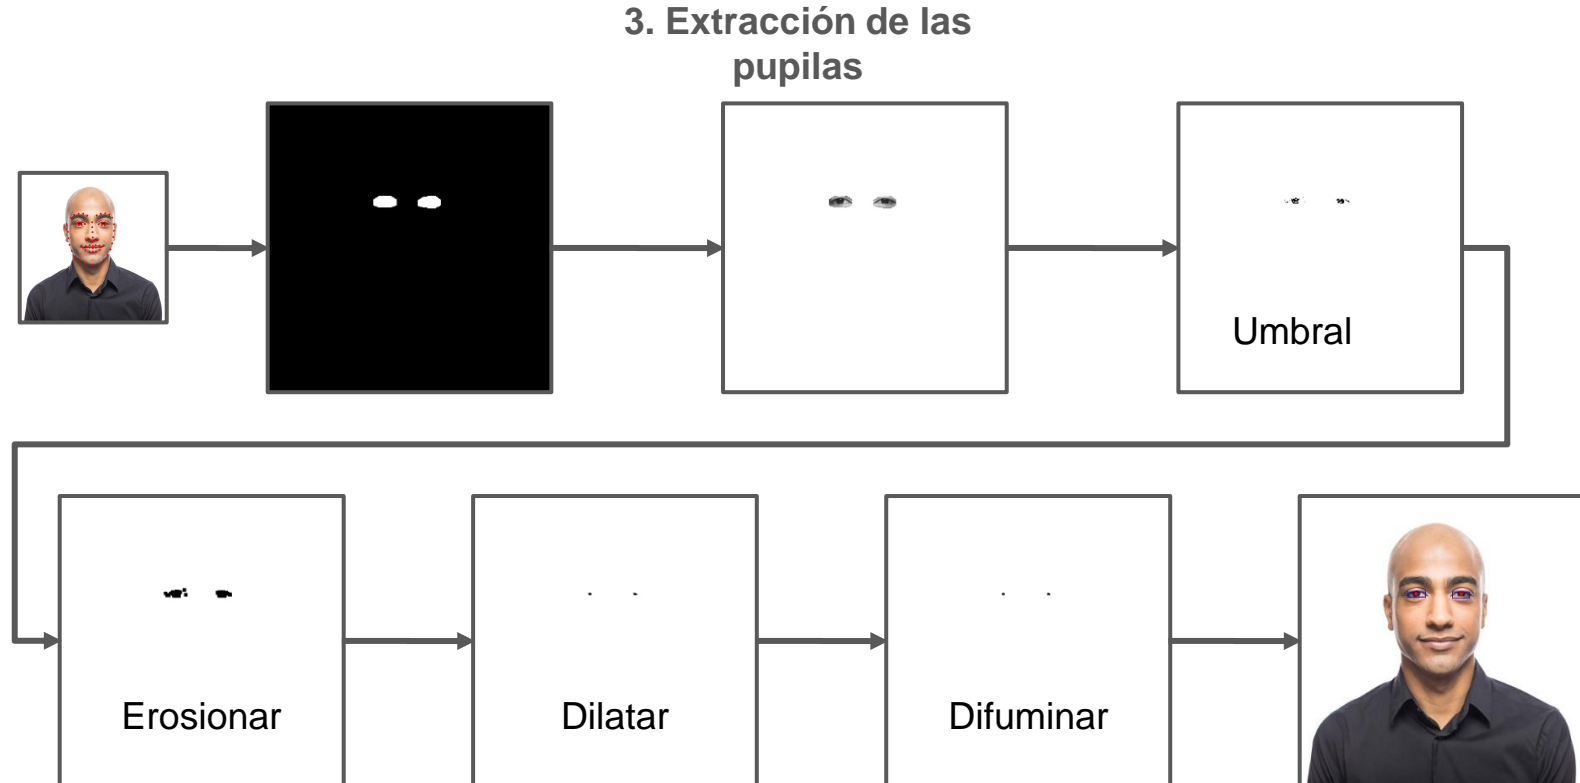 3. Extracción de las
pupilas
Umbral
Erosionar
Dilatar
Difuminar